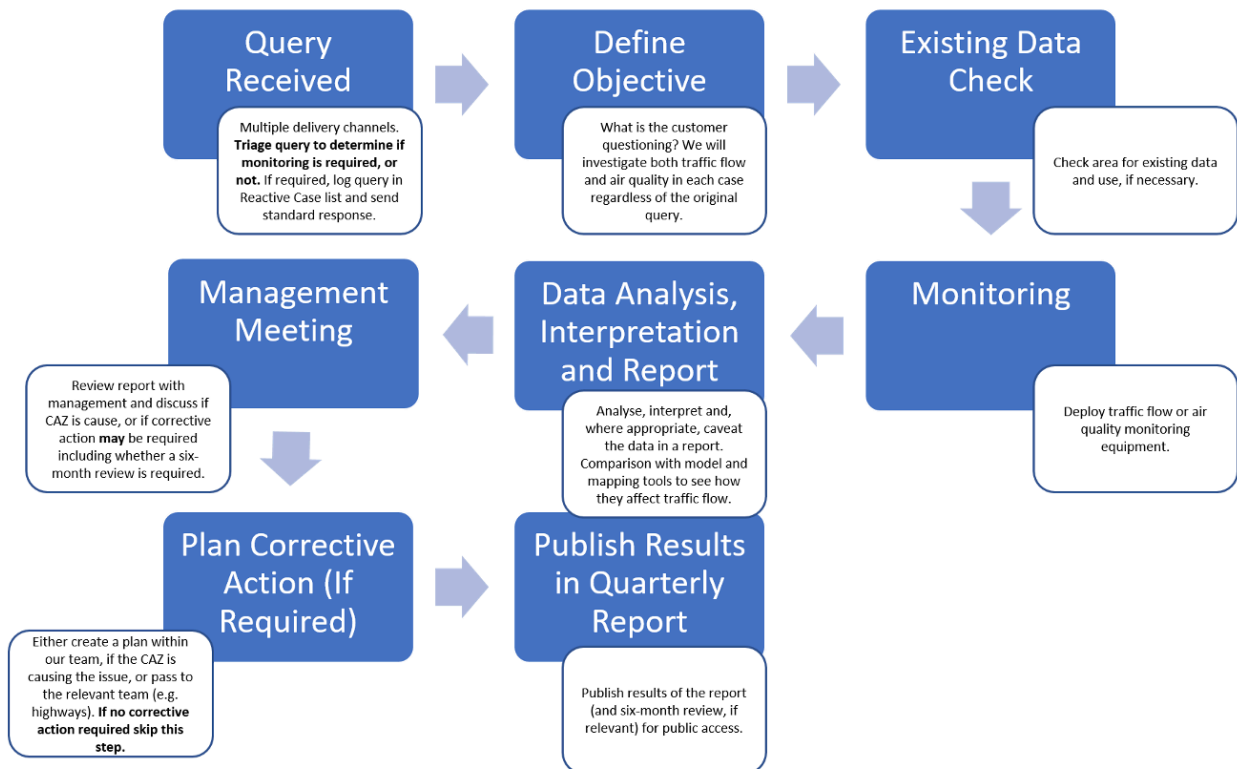 Query
Received
Multiple delivery channels.
Triage query to determine if
monitoring is required, or
not. If required, log query in
Reactive Case list and send
standard response.
Define
Objective
What is the customer
questioning? We will
investigate both traffic flow
and air quality in each case
regardless of the original
query.
Existing Data
Check
Check area for existing data
and use, if necessary.
Monitoring
Deploy traffic flow or air
quality monitoring
equipment.
Data Analysis,
Interpretation
and Report
Analyse, interpret and,
where appropriate, caveat
the data in a report.
Comparison with model and
mapping tools to see how
they affect traffic flow.
Management
Meeting
Review report with
management and discuss if
CAZ is cause, or if corrective
action may be required
including whether a six-
month review is required.
Plan Corrective
Action (If
Required)
Either create a plan within
our team, if the CAZ is
causing the issue, or pass to
the relevant team (e.g.
highways). If no corrective
action required skip this
step.
Publish Results
in Quarterly
Report
Publish results of the report
(and six-month review, if
relevant) for public access.